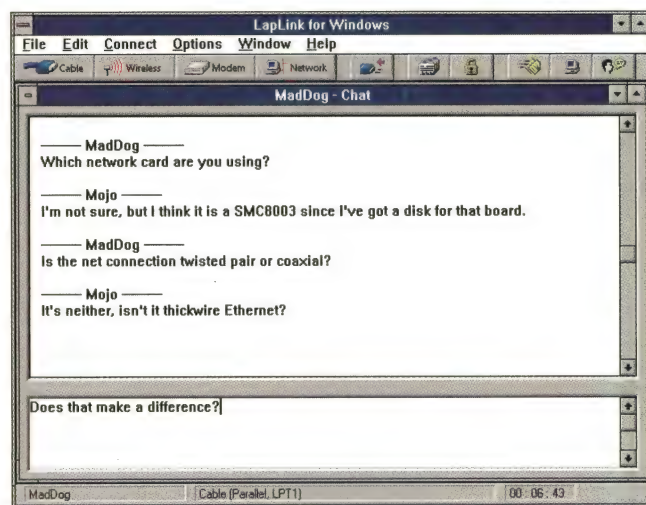 LapLink for Windows
File Edit Connect Options Window Help
Cable Wireless Modem Network
MadDog - Chat
——— MadDog ———
Which network card are you using?
——— Mojo ———
I'm not sure, but I think it is a SMC8003 since I've got a disk for that board.
——— MadDog ———
Is the net connection twisted pair or coaxial?
——— Mojo ———
It's neither, isn't it thickwire Ethernet?
Does that make a difference?
MadDog Cable (Parallel, LPT1) 00:06:43